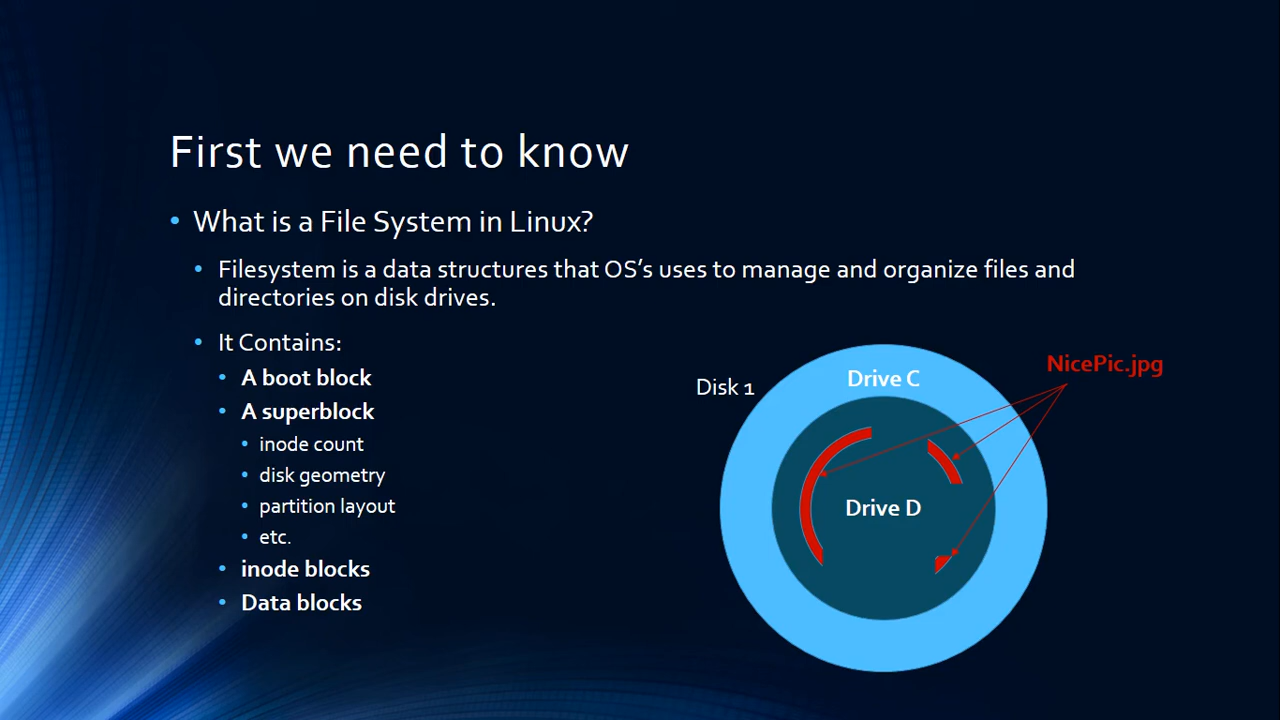 First we need to know
• What is a File System in Linux?
• Filesystem is a data structures that OS’s uses to manage and organize files and
directories on disk drives.
• It Contains:
• A boot block
• A superblock
• inode count
• disk geometry
• partition layout
• etc.
• inode blocks
• Data blocks
Disk 1
Drive C
NicePic.jpg
Drive D